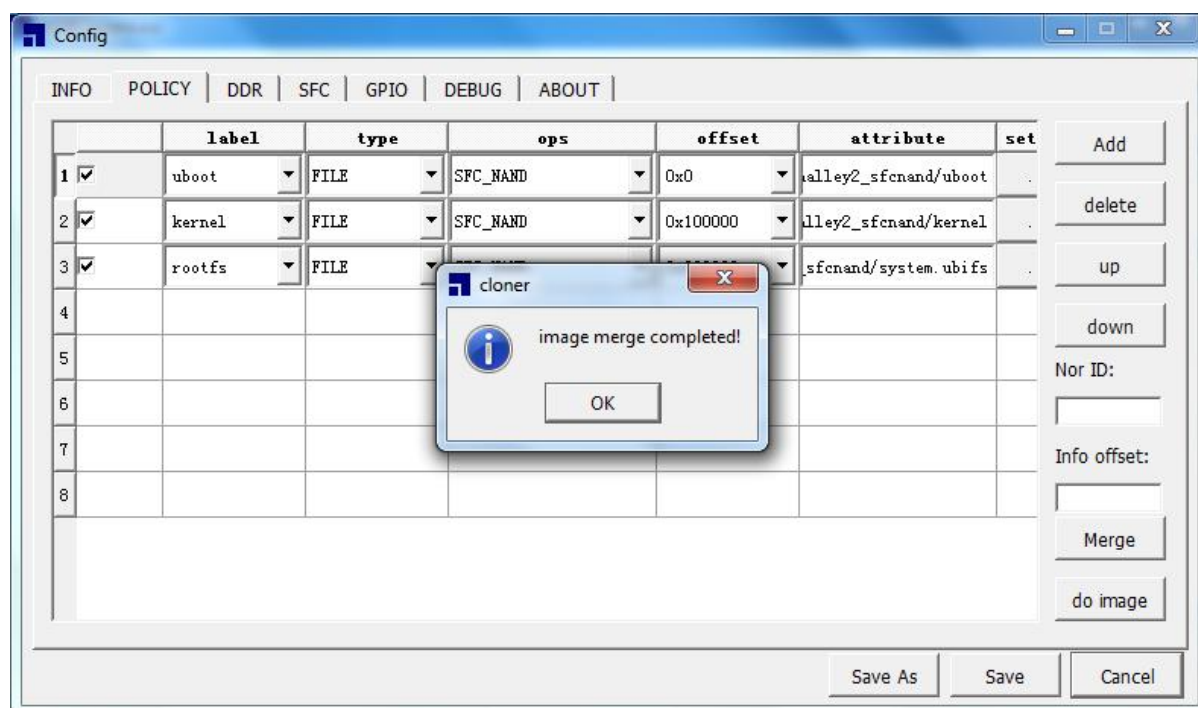 Config
INFO POLICY DDR SFC GPIO DEBUG ABOUT
label type ops offset attribute set
1 uboot FILE SFC_NAND 0x0 alley2_sfcnand/uboot .
2 kernel FILE SFC_NAND 0x100000 lley2_sfcnand/kernel .
3 rootfs FILE _sfcnand/system.ubifs .
4
5
6
7
8
cloner
image merge completed!
OK
Add
delete
up
down
Nor ID:
Info offset:
Merge
do image
Save As Save Cancel